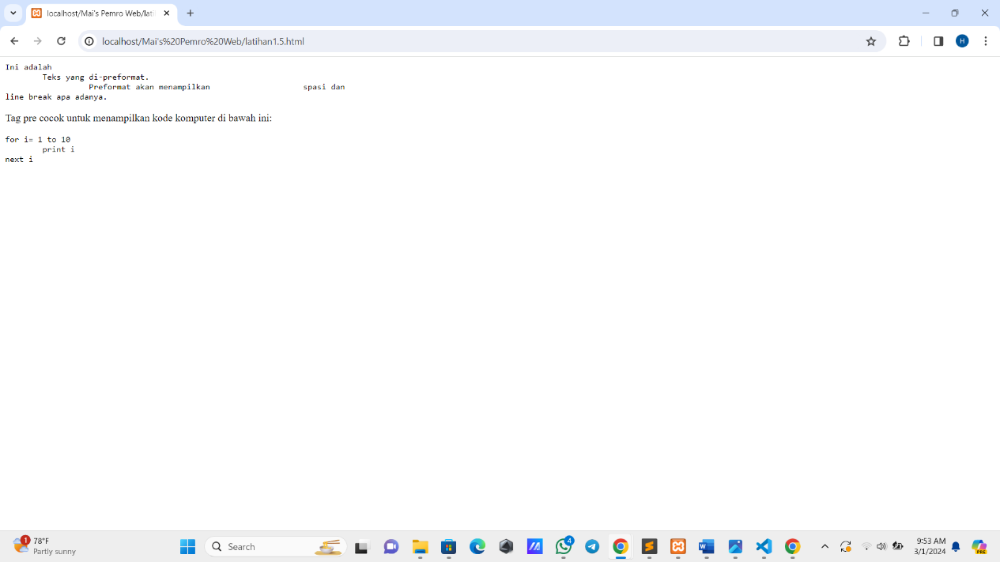 localhost/Mai's Pemro Web/lati
localhost/Mai's%20Pemro%20Web/latihan1.5.html
H
Ini adalah
Teks yang di-preformat.
Preformat akan menampilkan spasi dan
line break apa adanya.
Tag pre cocok untuk menampilkan kode komputer di bawah ini:
for i= 1 to 10
print i
next i
1
78°F
Partly sunny
Search
4
W
PRE
9:53 AM
3/1/2024